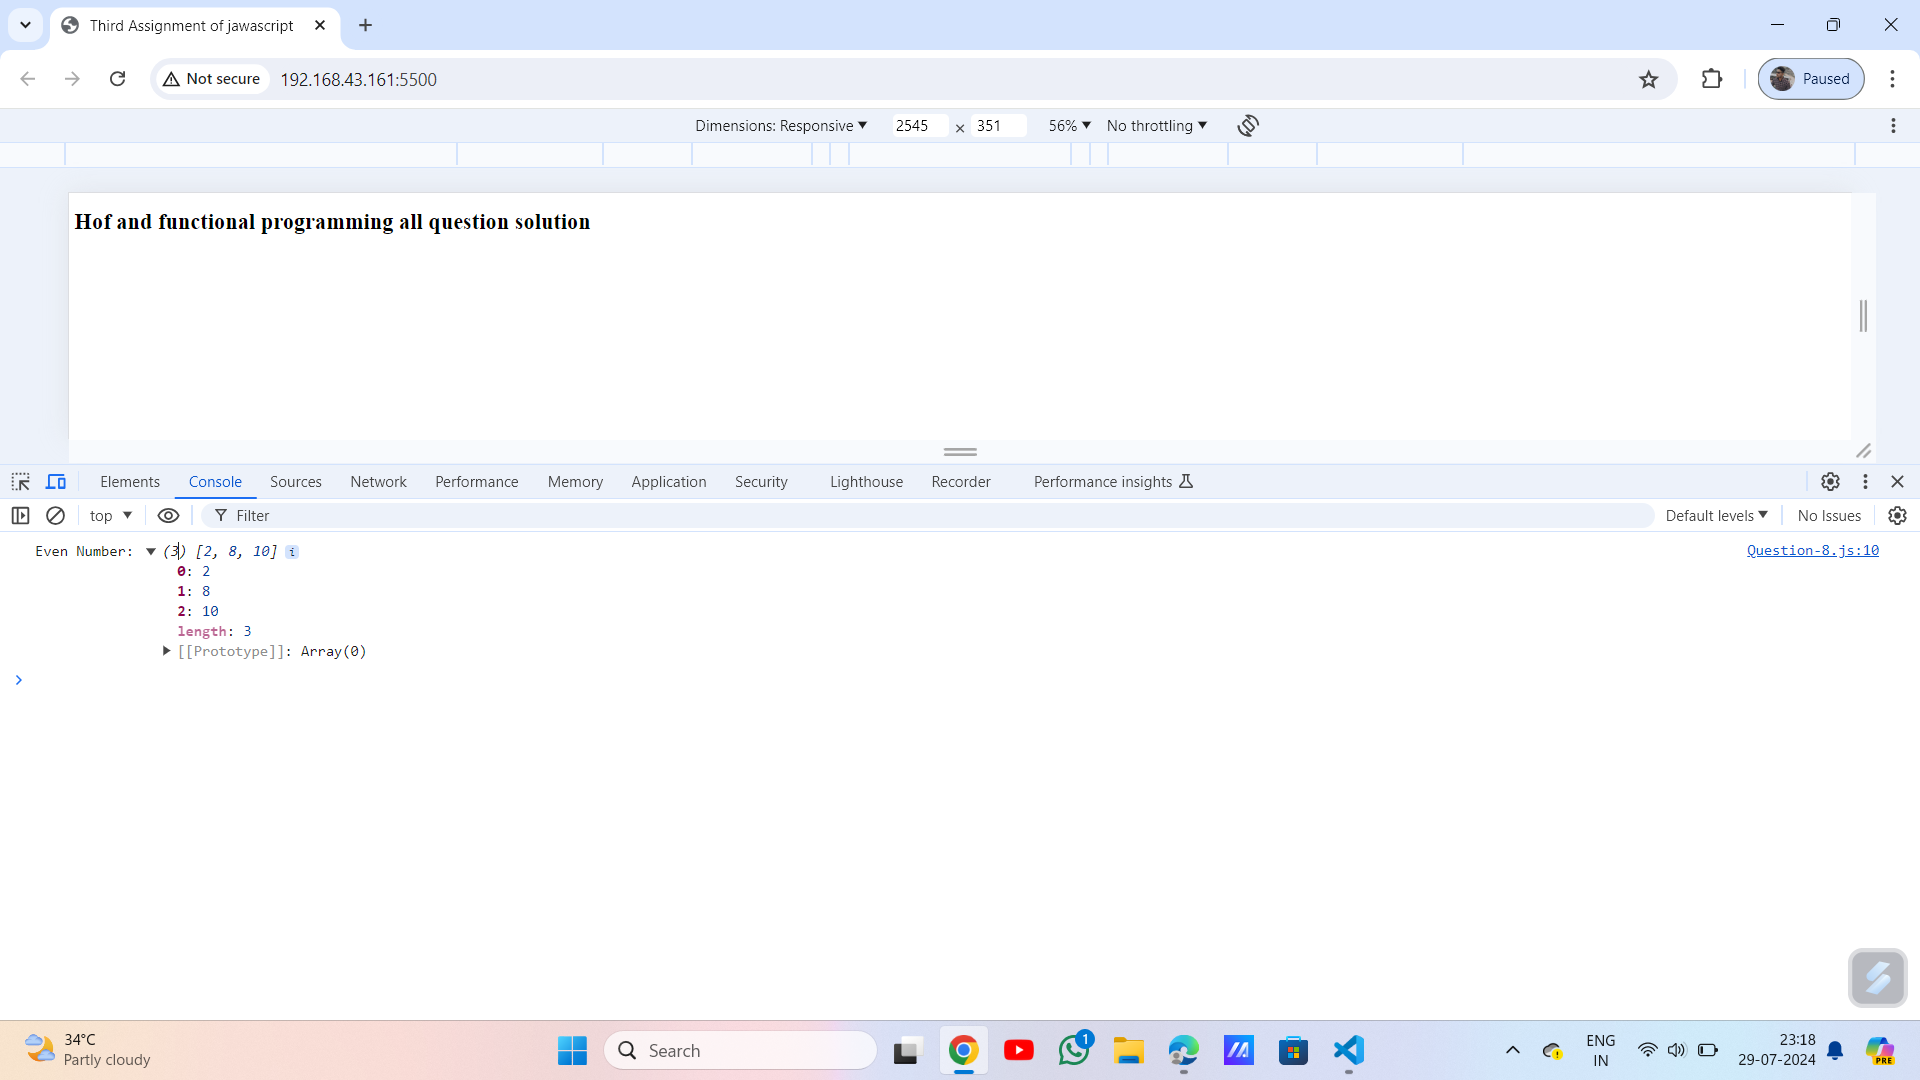 Third Assignment of jawascript
Not secure 192.168.43.161:5500 Paused
Dimensions: Responsive 2545 × 351 56% No throttling
Hof and functional programming all question solution
Elements Console Sources Network Performance Memory Application Security Lighthouse Recorder Performance insights
top Filter Default levels No Issues
Even Number: (3) [2, 8, 10] i Question-8.js:10
0: 2
1: 8
2: 10
length: 3
[[Prototype]]: Array(0)
34°C
Partly cloudy
Search
1
ENG
IN
23:18
29-07-2024
PRE